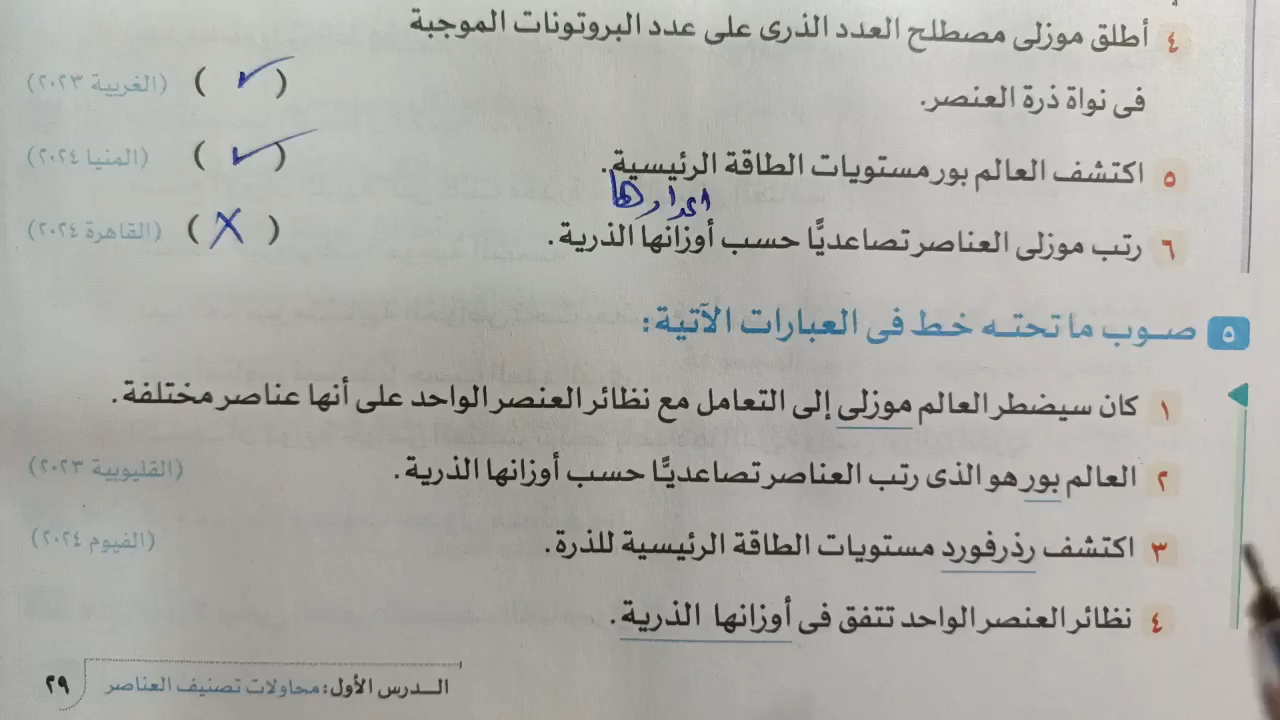 ٤ أطلق موزلى مصطلح العدد الذرى على عدد البروتونات الموجبة
فى نواة ذرة العنصر. ( ✓ ) (الغربية ٢٠٢٣)
٥ اكتشف العالم بور مستويات الطاقة الرئيسية. ( ✓ ) (المنيا ٢٠٢٤)
اعدادها
٦ رتب موزلى العناصر تصاعديًّا حسب أوزانها الذرية. ( X ) (القاهرة ٢٠٢٤)
٥ صوب ما تحته خط فى العبارات الآتية:
١ كان سيضطر العالم موزلى إلى التعامل مع نظائر العنصر الواحد على أنها عناصر مختلفة.
٢ العالم بور هو الذى رتب العناصر تصاعديًّا حسب أوزانها الذرية. (القليوبية ٢٠٢٣)
٣ اكتشف رذرفورد مستويات الطاقة الرئيسية للذرة. (الفيوم ٢٠٢٤)
٤ نظائر العنصر الواحد تتفق فى أوزانها الذرية.
الدرس الأول: محاولات تصنيف العناصر ٢٩